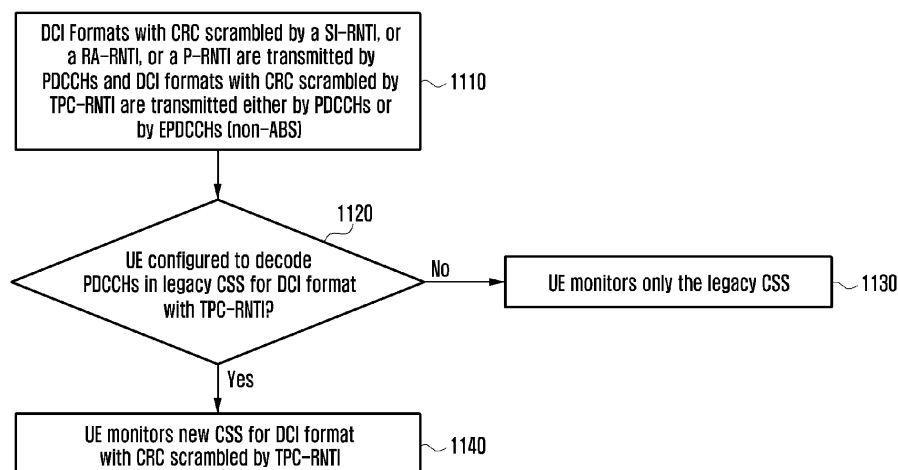 DCI Formats with CRC scrambled by a SI-RNTI, or
a RA-RNTI, or a P-RNTI are transmitted by
PDCCHs and DCI formats with CRC scrambled by
TPC-RNTI are transmitted either by PDCCHs or
by EPDCCHs (non-ABS)
1110
1120
UE configured to decode
PDCCHs in legacy CSS for DCI format
with TPC-RNTI?
No
UE monitors only the legacy CSS
1130
Yes
UE monitors new CSS for DCI format
with CRC scrambled by TPC-RNTI
1140